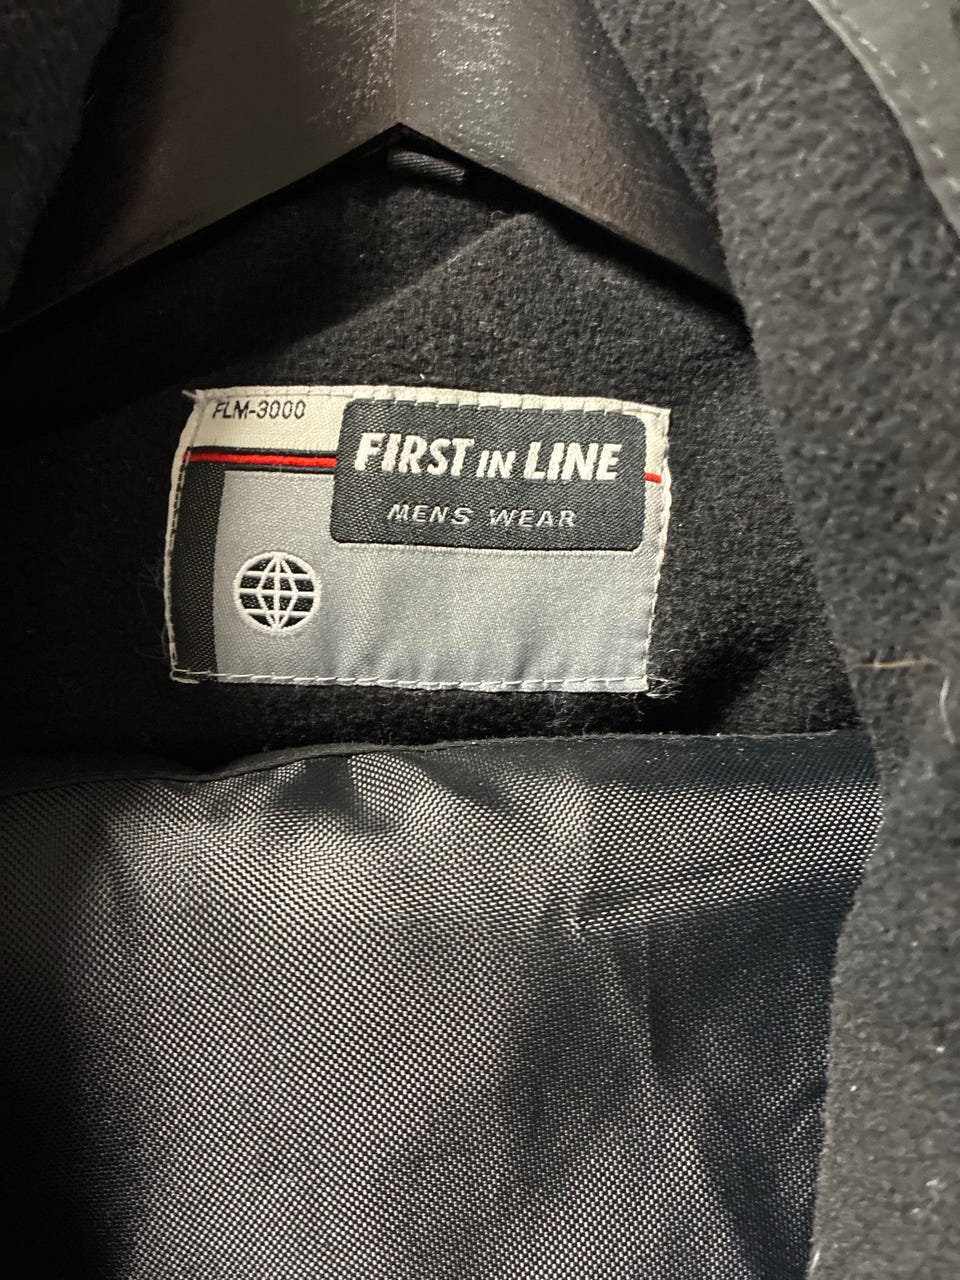 FLM-3000
FIRST IN LINE
MENS WEAR